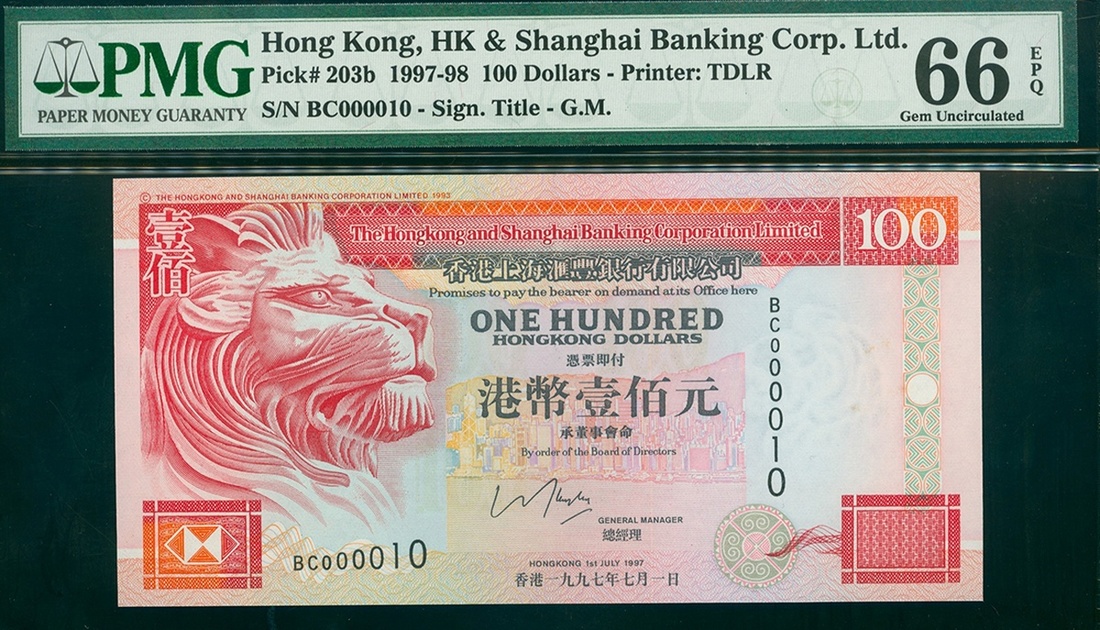 PMG
PAPER MONEY GUARANTY
Hong Kong, HK & Shanghai Banking Corp. Ltd.
Pick# 203b 1997-98 100 Dollars - Printer: TDLR
S/N BC000010 - Sign. Title - G.M.
66
EPQ
Gem Uncirculated
© THE HONGKONG AND SHANGHAI BANKING CORPORATION LIMITED 1993
壹佰
The Hongkong and Shanghai Banking Corporation Limited
100
香港上海滙豐銀行有限公司
Promises to pay the bearer on demand at its Office here
ONE HUNDRED
HONGKONG DOLLARS
憑票即付
港幣壹佰元
承董事會命
By order of the Board of Directors
BC000010
GENERAL MANAGER
總經理
BC000010
HONGKONG 1st JULY 1997
香港一九九七年七月一日